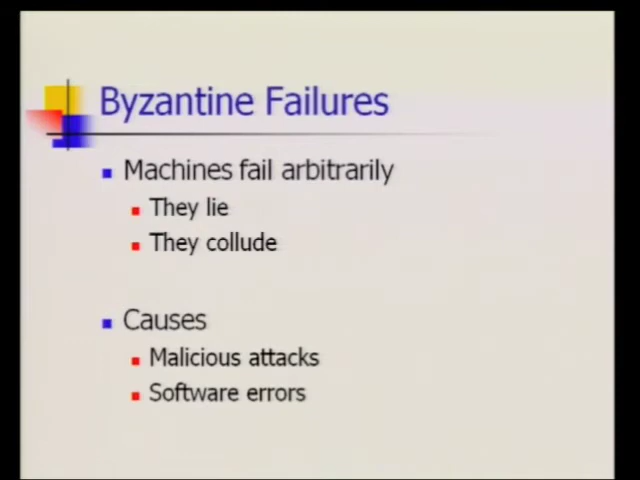 Byzantine Failures
Machines fail arbitrarily
They lie
They collude
Causes
Malicious attacks
Software errors